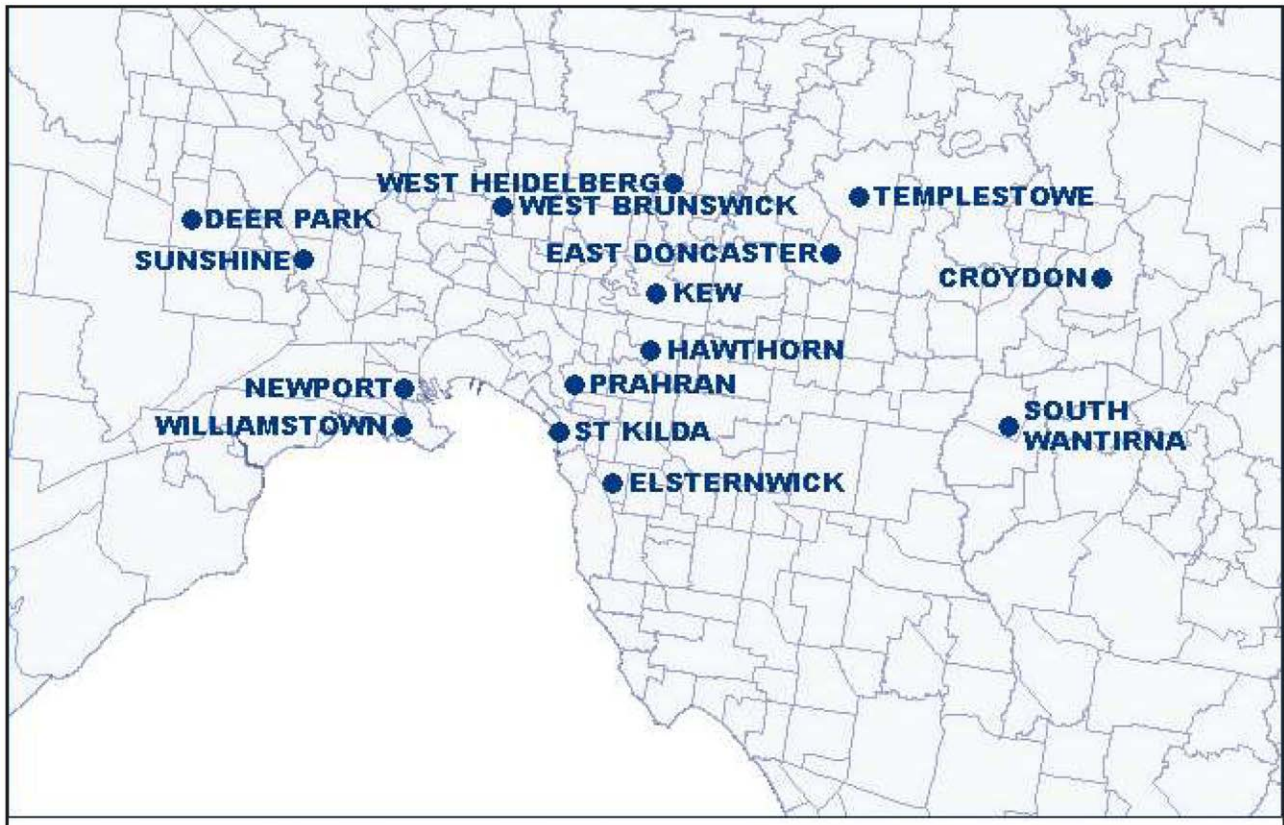 WEST HEIDELBERG
TEMPLESTOWE
WEST BRUNSWICK
DEER PARK
EAST DONCASTER
SUNSHINE
CROYDON
KEW
HAWTHORN
NEWPORT
PRAHRAN
SOUTH
WANTIRNA
WILLIAMSTOWN
ST KILDA
ELSTERNWICK